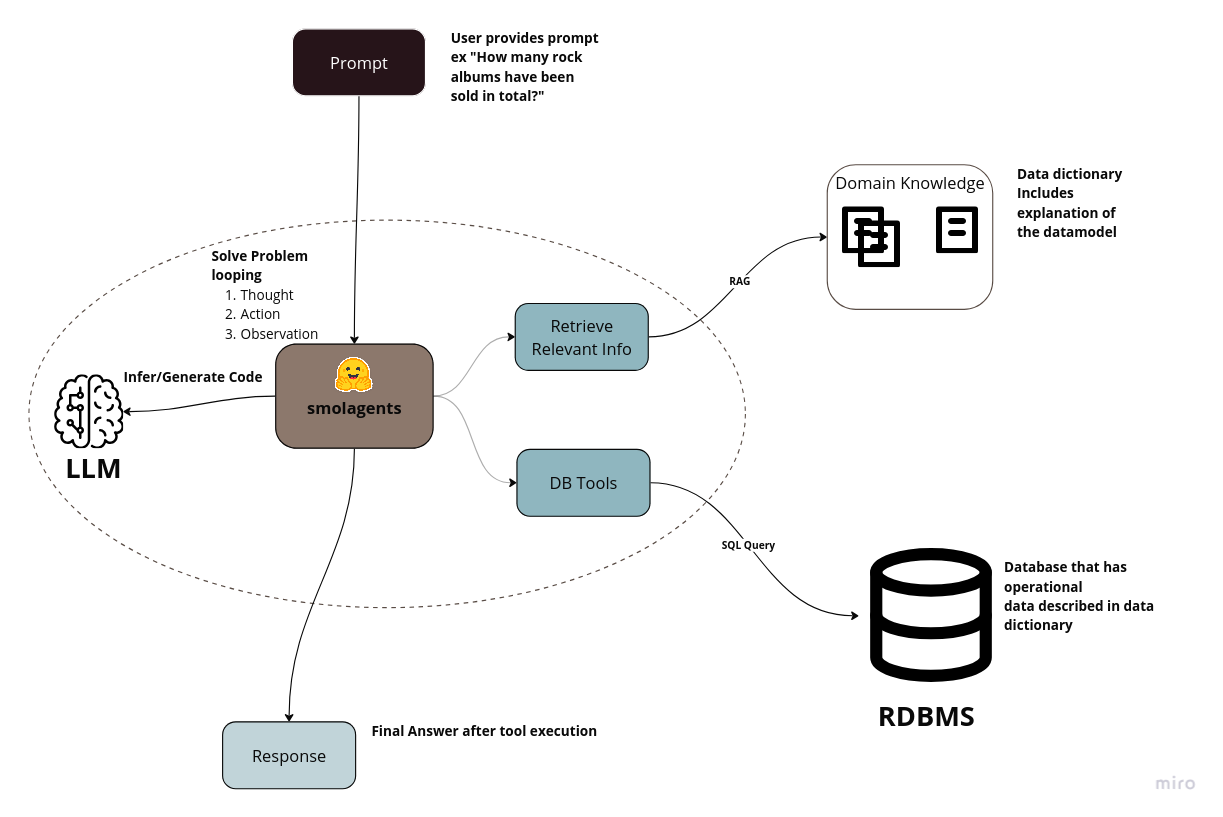 Prompt
User provides prompt
ex "How many rock
albums have been
sold in total?"
Domain Knowledge
Data dictionary
Includes
explanation of
the datamodel
Solve Problem
looping
1. Thought
2. Action
3. Observation
RAG
Retrieve
Relevant Info
Infer/Generate Code
smolagents
LLM
DB Tools
SQL Query
Database that has
operational
data described in data
dictionary
RDBMS
Response
Final Answer after tool execution
miro